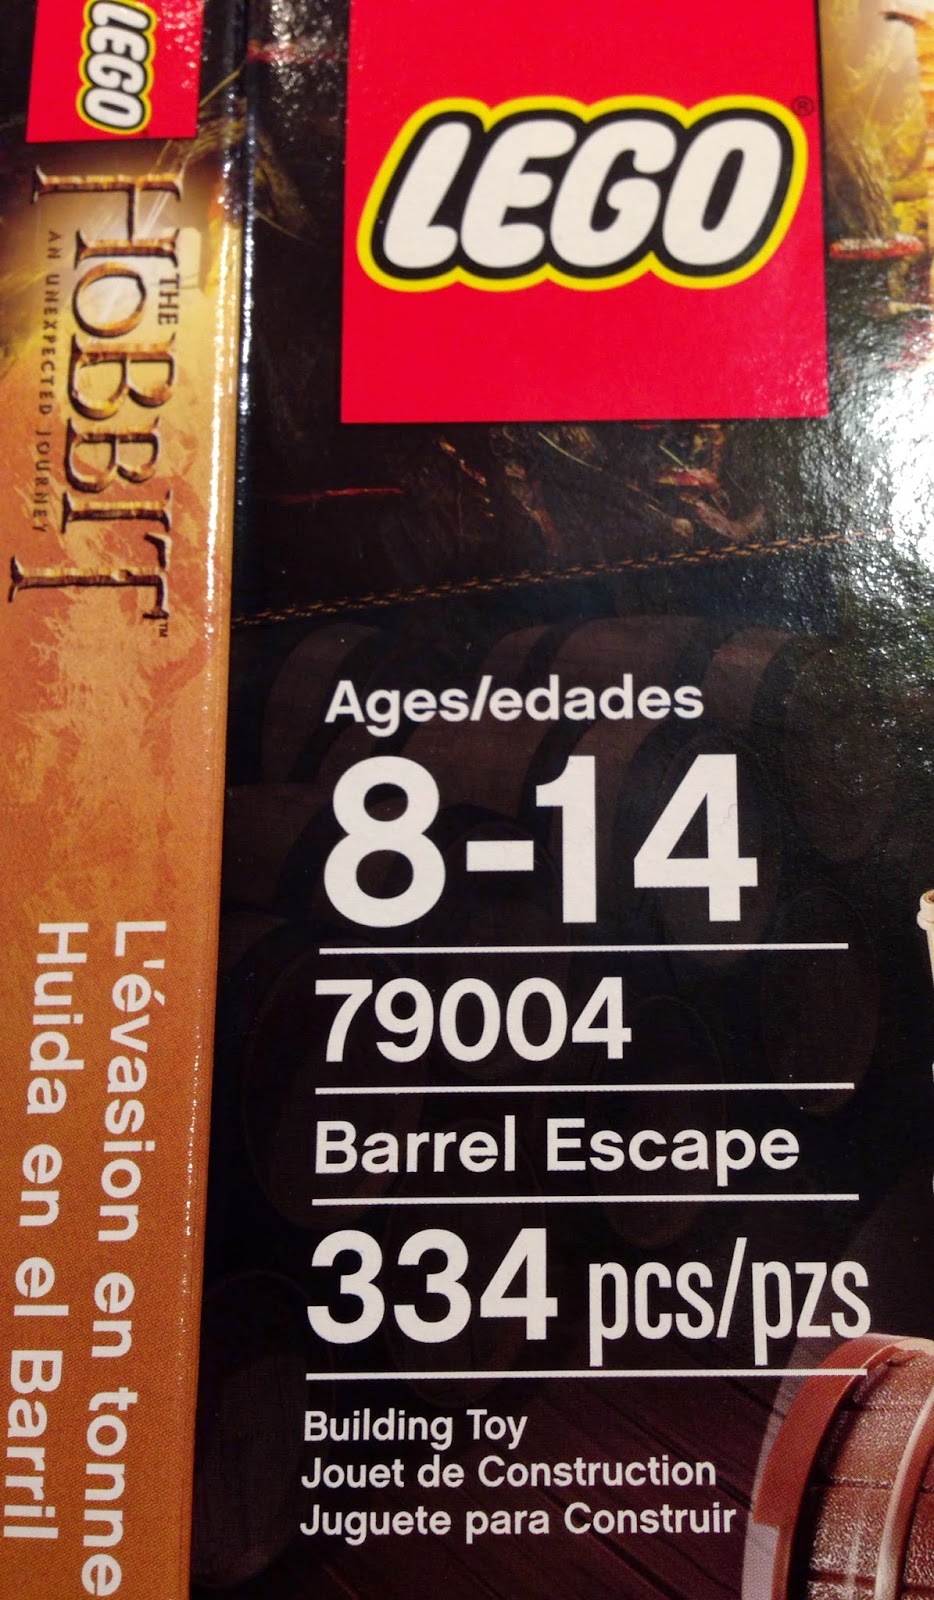 LEGO
THE
HOBBIT™
AN UNEXPECTED JOURNEY
L'évasion en tonne
Huida en el Barril
LEGO®
Ages/edades
8-14
79004
Barrel Escape
334 pcs/pzs
Building Toy
Jouet de Construction
Juguete para Construir